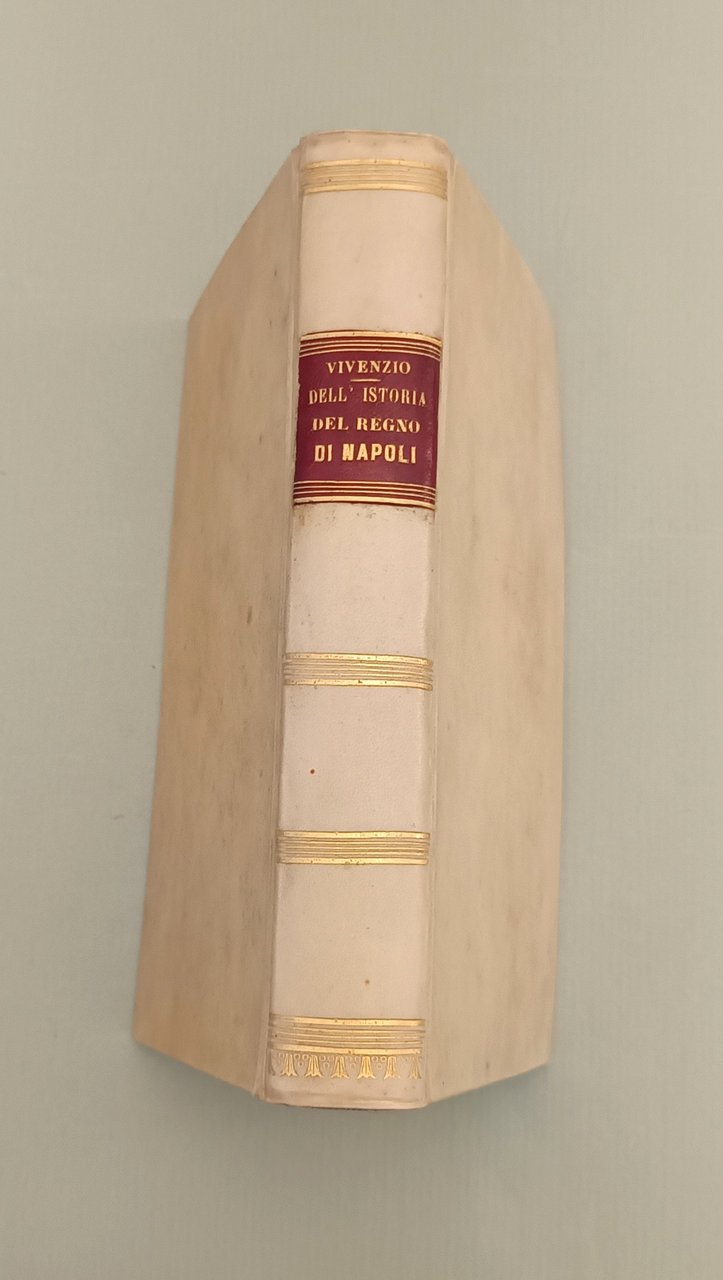 VIVENZIO
DELL' ISTORIA
DEL REGNO
DI NAPOLI